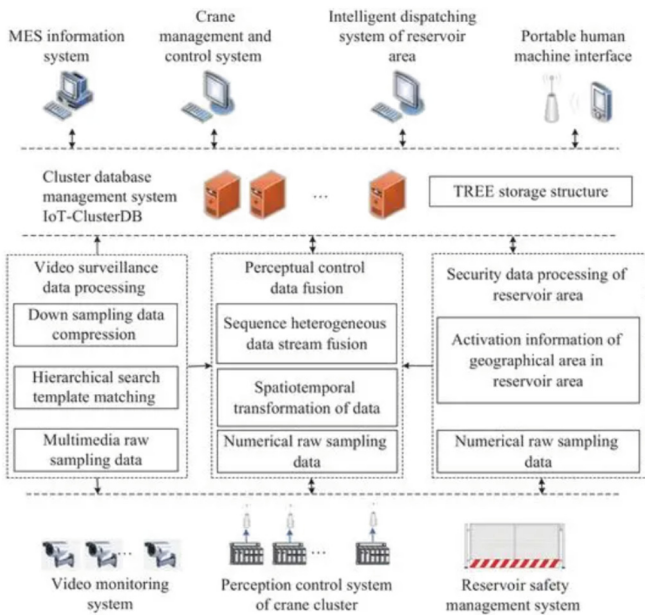 MES information
system
Crane
management and
control system
Intelligent dispatching
system of reservoir
area
Portable human
machine interface
Cluster database
management system
IoT-ClusterDB
...
TREE storage structure
Video surveillance
data processing
Down sampling data
compression
Hierarchical search
template matching
Multimedia raw
sampling data
Perceptual control
data fusion
Sequence heterogeneous
data stream fusion
Spatiotemporal
transformation of data
Numerical raw sampling
data
Security data processing of
reservoir area
Activation information of
geographical area in
reservoir area
Numerical raw sampling
data
...
Video monitoring
system
...
Perception control system
of crane cluster
Reservoir safety
management system